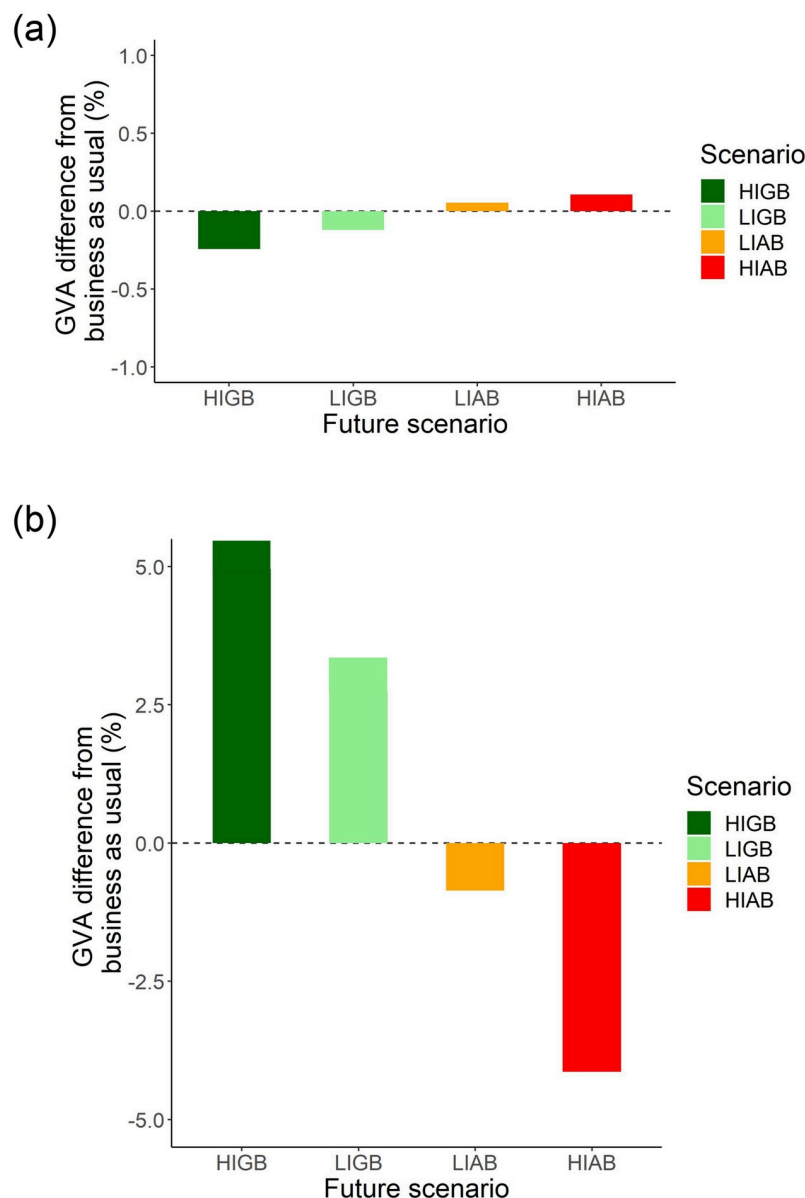 (a)
GVA difference from
business as usual (%)
1.0
0.5
0.0
-0.5
-1.0
HIGB LIGB LIAB HIAB
Future scenario
Scenario
HIGB
LIGB
LIAB
HIAB
(b)
GVA difference from
business as usual (%)
5.0
2.5
0.0
-2.5
-5.0
HIGB LIGB LIAB HIAB
Future scenario
Scenario
HIGB
LIGB
LIAB
HIAB